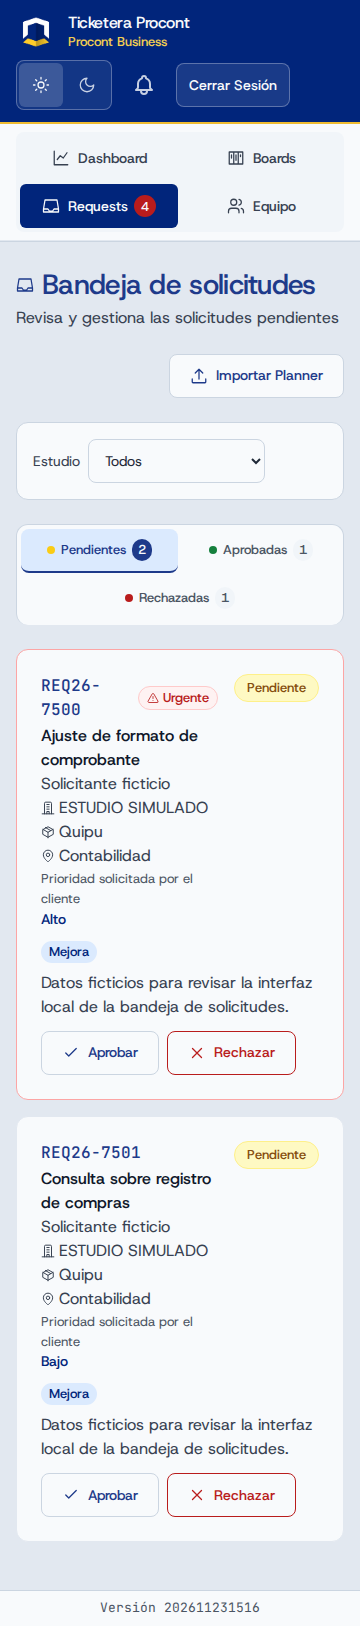 Ticketera Procont
Procont Business
Cerrar Sesión
Dashboard
Boards
Requests 4
Equipo
Bandeja de solicitudes
Revisa y gestiona las solicitudes pendientes
Importar Planner
Estudio Todos
Pendientes 2
Aprobadas 1
Rechazadas 1
REQ26-
7500
Urgente
Pendiente
Ajuste de formato de
comprobante
Solicitante ficticio
ESTUDIO SIMULADO
Quipu
Contabilidad
Prioridad solicitada por el
cliente
Alto
Mejora
Datos ficticios para revisar la interfaz
local de la bandeja de solicitudes.
Aprobar
Rechazar
REQ26-7501
Pendiente
Consulta sobre registro
de compras
Solicitante ficticio
ESTUDIO SIMULADO
Quipu
Contabilidad
Prioridad solicitada por el
cliente
Bajo
Mejora
Datos ficticios para revisar la interfaz
local de la bandeja de solicitudes.
Aprobar
Rechazar
Versión 202611231516